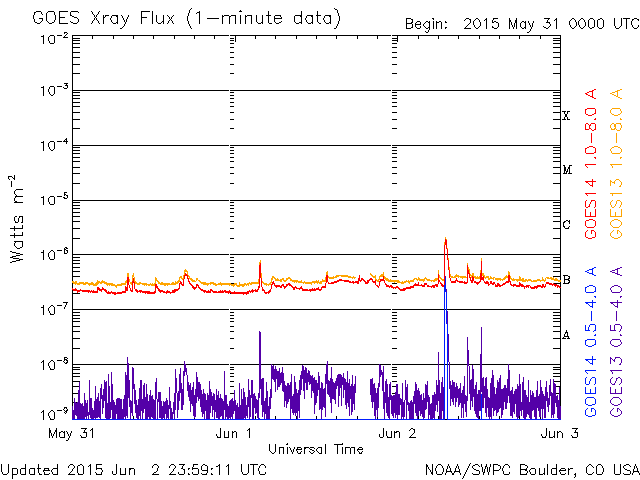 GOES Xray Flux (1-minute data)
Begin: 2015 May 31 0000 UTC
10⁻²
10⁻³
10⁻⁴
10⁻⁵
10⁻⁶
10⁻⁷
10⁻⁸
10⁻⁹
Watts m⁻²
X
M
C
B
A
GOES14 1.0-8.0 A
GOES13 1.0-8.0 A
GOES14 0.5-4.0 A
GOES13 0.5-4.0 A
May 31
Jun 1
Jun 2
Jun 3
Universal Time
Updated 2015 Jun 2 23:59:11 UTC
NOAA/SWPC Boulder, CO USA